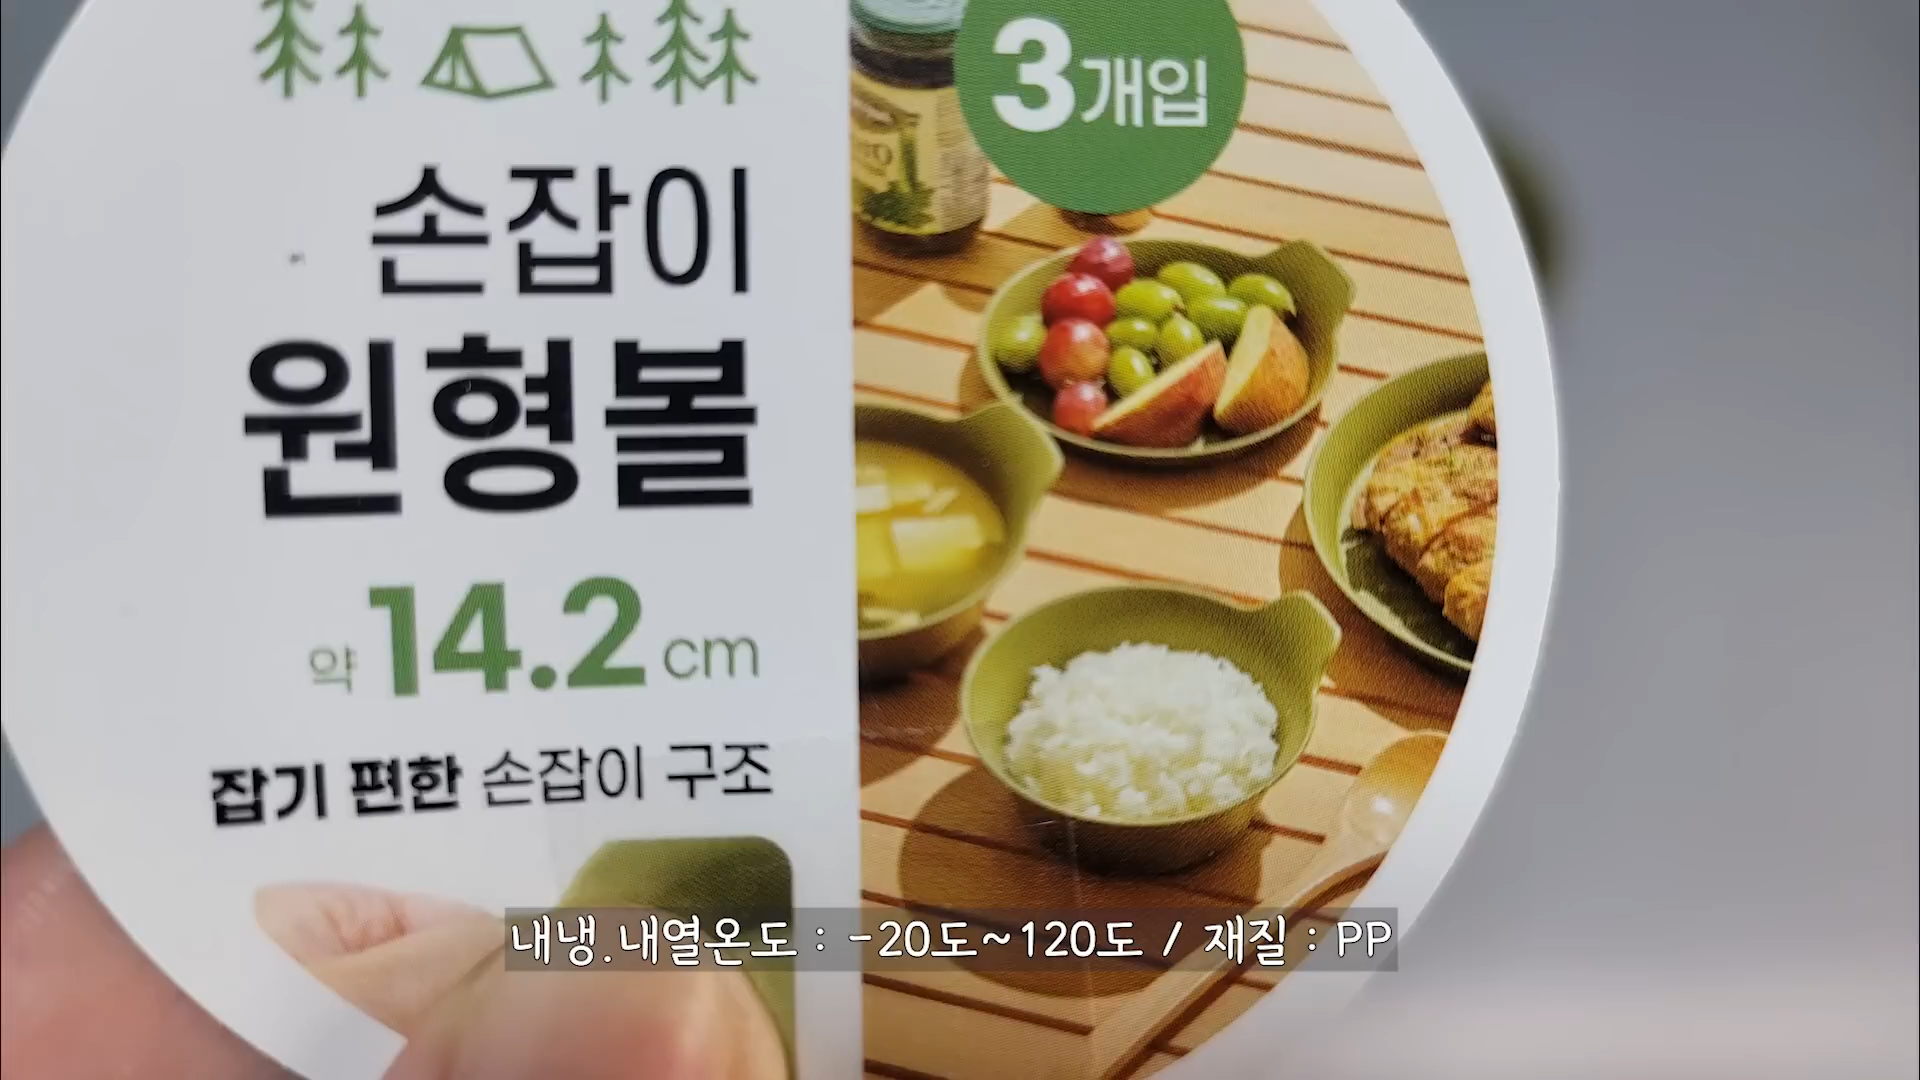 3개입
손잡이
원형볼
약 14.2 cm
잡기 편한 손잡이 구조
내냉.내열온도 : -20도~120도 / 재질 : PP